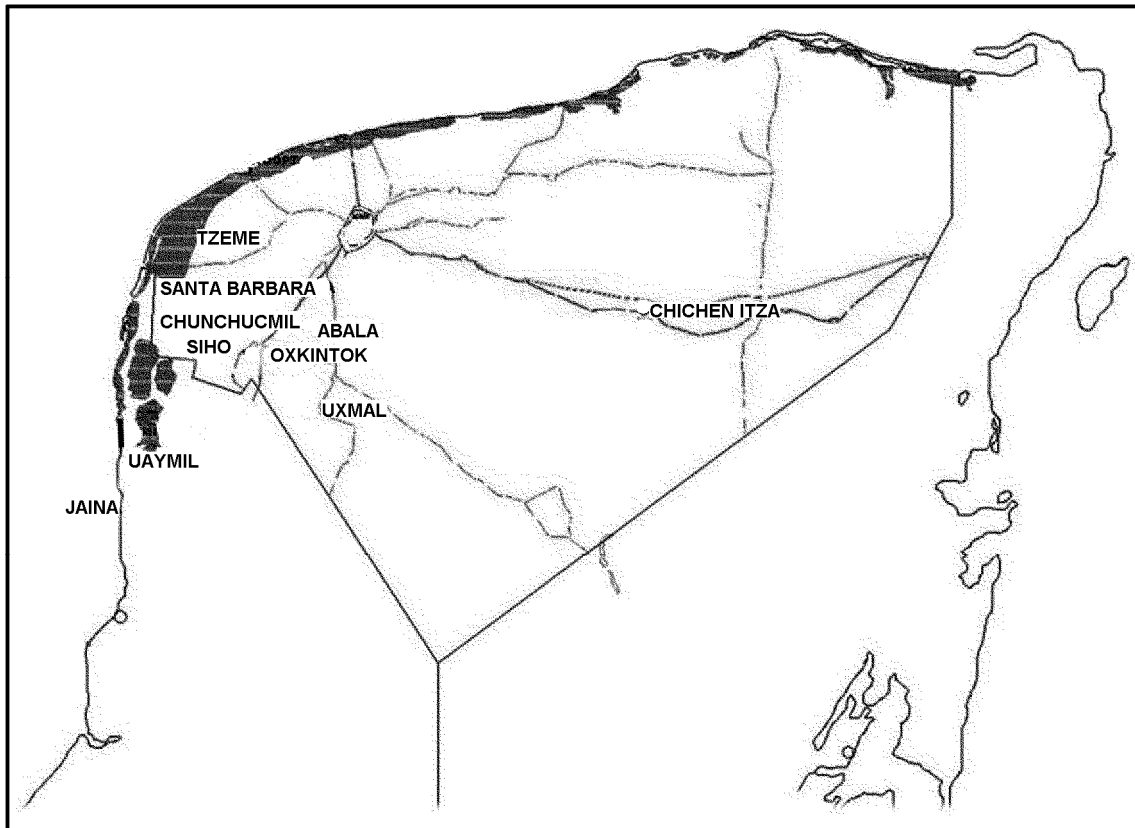 TZEME
SANTA BARBARA
CHICHEN ITZA
CHUNCHUCMIL
ABALA
SIHO
OXKINTOK
UXMAL
UAYMIL
JAINA